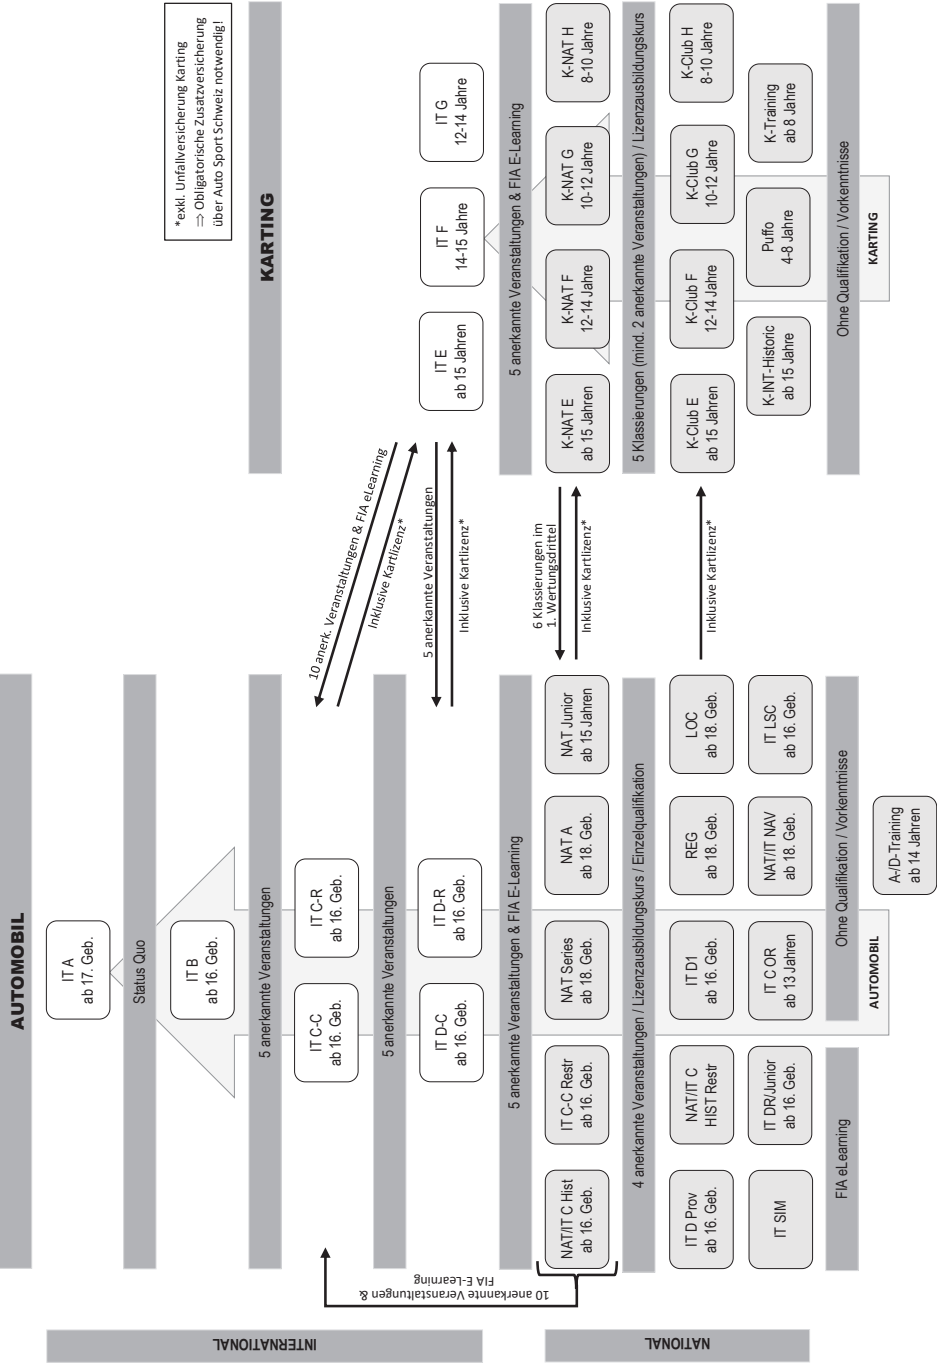 AUTOMOBIL
IT A
ab 17. Geb.
Status Quo
IT B
ab 16. Geb.
5 anerkannte Veranstaltungen
IT C-C
ab 16. Geb.
IT C-R
ab 16. Geb.
5 anerkannte Veranstaltungen
IT D-C
ab 16. Geb.
IT D-R
ab 16. Geb.
5 anerkannte Veranstaltungen & FIA E-Learning
NAT/IT C Hist
ab 16. Geb.
IT C-C Restr
ab 16. Geb.
NAT Series
ab 18. Geb.
NAT A
ab 18. Geb.
NAT Junior
ab 15 Jahren
4 anerkannte Veranstaltungen / Lizenzausbildungskurs / Einzelqualifikation
IT D Prov
ab 16. Geb.
NAT/IT C
HIST Restr
IT D1
ab 16. Geb.
REG
ab 18. Geb.
LOC
ab 18. Geb.
IT SIM
IT DR/Junior
ab 16. Geb.
IT C OR
ab 13 Jahren
NAT/IT NAV
ab 18. Geb.
IT LSC
ab 16. Geb.
FIA eLearning
Ohne Qualifikation / Vorkenntnisse
AUTOMOBIL
A-/D-Training
ab 14 Jahren
INTERNATIONAL
NATIONAL
10 anerkannte Veranstaltungen &
FIA E-Learning
10 anerk. Veranstaltungen & FIA eLearning
Inklusive Kartlizenz*
5 anerkannte Veranstaltungen
Inklusive Kartlizenz*
6 Klassierungen im
1. Wertungsdrittel
Inklusive Kartlizenz*
Inklusive Kartlizenz*
*exkl. Unfallversicherung Karting
⇒ Obligatorische Zusatzversicherung
über Auto Sport Schweiz notwendig!
KARTING
IT E
ab 15 Jahren
IT F
14-15 Jahre
IT G
12-14 Jahre
5 anerkannte Veranstaltungen & FIA E-Learning
K-NAT E
ab 15 Jahren
K-NAT F
12-14 Jahre
K-NAT G
10-12 Jahre
K-NAT H
8-10 Jahre
5 Klassierungen (mind. 2 anerkannte Veranstaltungen) / Lizenzausbildungskurs
K-Club E
ab 15 Jahren
K-Club F
12-14 Jahre
K-Club G
10-12 Jahre
K-Club H
8-10 Jahre
K-INT-Historic
ab 15 Jahre
Puffo
4-8 Jahre
K-Training
ab 8 Jahre
Ohne Qualifikation / Vorkenntnisse
KARTING